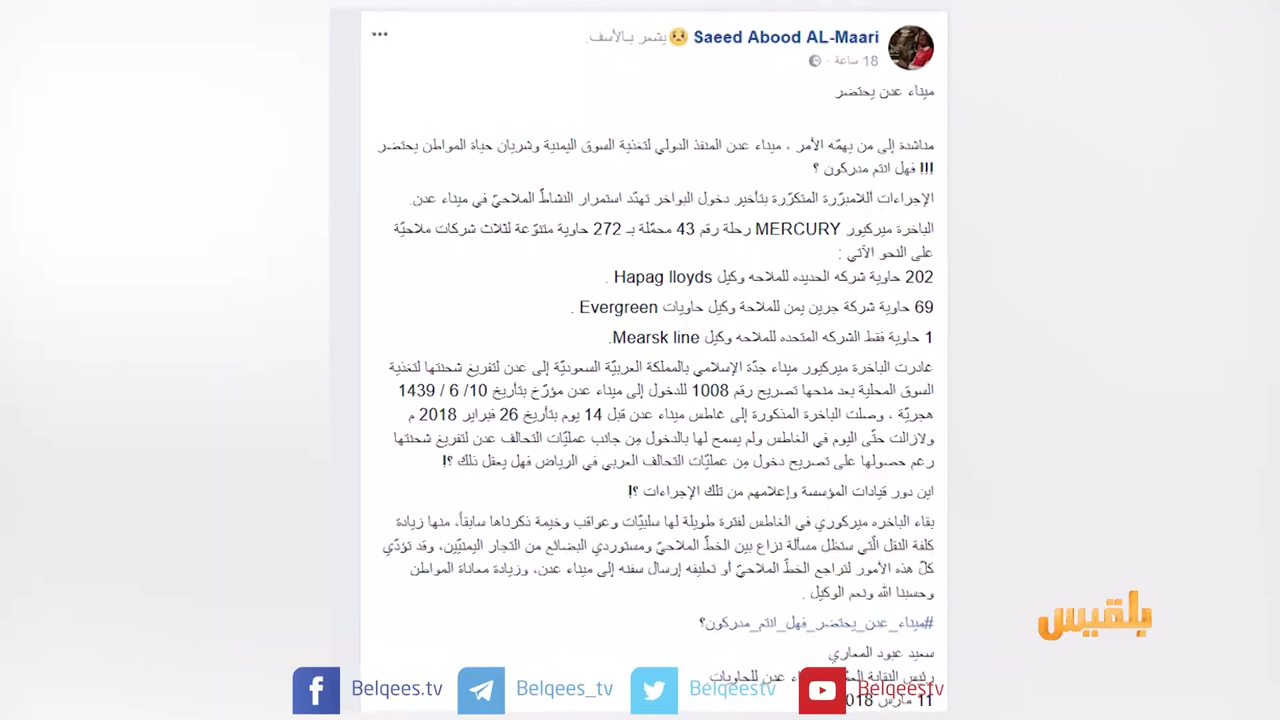 Saeed Abood AL-Maari 😟 يشعر بـالأسف.
18 ساعة
ميناء عدن يحتضر
مناشدة إلى من يهمّه الأمر ، ميناء عدن المنفذ الدولي لتغذية السوق اليمنية وشريان حياة المواطن يحتضر
!!! فهل انتم مدركون ؟
الإجراءات أللامبرّرة المتكرّرة بتأخير دخول البواخر تهدّد استمرار النشاطّ الملاحيّ في ميناء عدن.
الباخرة ميركيور MERCURY رحلة رقم 43 محمّلة بـ 272 حاوية متنوّعة لثلاث شركات ملاحيّة
على النحو الآتي :
202 حاوية شركه الحديده للملاحه وكيل Hapag lloyds .
69 حاوية شركة جرين يمن للملاحة وكيل حاويات Evergreen .
1 حاوية فقط الشركه المتحده للملاحه وكيل Mearsk line.
غادرت الباخرة ميركيور ميناء جدّة الإسلامي بالمملكة العربيّة السعوديّة إلى عدن لتفريغ شحنتها لتغذية
السوق المحلية بعد منحها تصريح رقم 1008 للدخول إلى ميناء عدن مؤرّخ بتأريخ 10/ 6 / 1439
هجريّة ، وصلت الباخرة المذكورة إلى غاطس ميناء عدن قبل 14 يوم بتأريخ 26 فبراير 2018 م
ولازالت حتّى اليوم في الغاطس ولم يسمح لها بالدخول مِن جانب عمليّات التحالف عدن لتفريغ شحنتها
رغم حصولها على تصريح دخول مِن عمليّات التحالف العربي في الرياض فهل يعقل ذلك ؟!
اين دور قيادات المؤسسة وإعلامهم من تلك الإجراءات ؟!
بقاء الباخره ميركوري في الغاطس لفترة طويلة لها سلبيّات وعواقب وخيمة ذكرناها سابقاً، منها زيادة
كلفة النقل الّتي ستظل مسألة نزاع بين الخطّ الملاحيّ ومستوردي البضائع من التجار اليمنيّين، وقد تؤدّي
كلّ هذه الأمور لتراجع الخطّ الملاحيّ أو تعليقه إرسال سفنه إلى ميناء عدن، وزيادة معاناة المواطن
وحسبنا الله ونعم الوكيل .
#ميناء_عدن_يحتضر_فهل_انتم_مدركون؟
سعيد عبود المعاري
رئيس النقابة عدن للحاويات
11 مارس
بلقيس
Belqees.tv
Belqees_tv
Belqeestv
Belqeestv